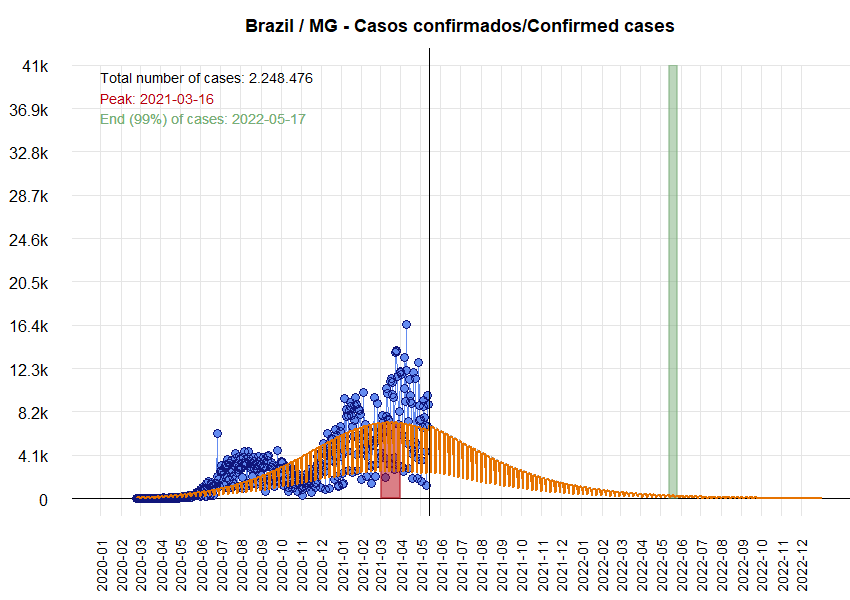 Brazil / MG - Casos confirmados/Confirmed cases
41k
Total number of cases: 2.248.476
Peak: 2021-03-16
End (99%) of cases: 2022-05-17
36.9k
32.8k
28.7k
24.6k
20.5k
16.4k
12.3k
8.2k
4.1k
0
2020-01
2020-02
2020-03
2020-04
2020-05
2020-06
2020-07
2020-08
2020-09
2020-10
2020-11
2020-12
2021-01
2021-02
2021-03
2021-04
2021-05
2021-06
2021-07
2021-08
2021-09
2021-10
2021-11
2021-12
2022-01
2022-02
2022-03
2022-04
2022-05
2022-06
2022-07
2022-08
2022-09
2022-10
2022-11
2022-12